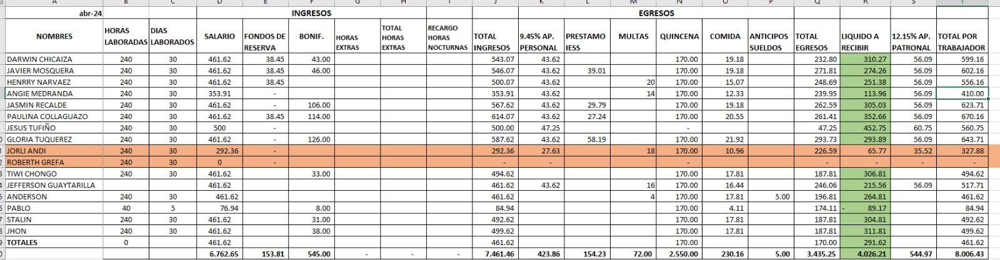 A B C D E F G H I J K L M N O P Q R S T
abr-24 INGRESOS EGRESOS
NOMBRES HORAS LABORADAS DIAS LABORADOS SALARIO FONDOS DE RESERVA BONIF. HORAS EXTRAS TOTAL HORAS EXTRAS RECARGO HORAS NOCTURNAS TOTAL INGRESOS 9.45% AP. PERSONAL PRESTAMO IESS MULTAS QUINCENA COMIDA ANTICIPOS SUELDOS TOTAL EGRESOS LIQUIDO A RECIBIR 12.15% AP. PATRONAL TOTAL POR TRABAJADOR
DARWIN CHICAIZA 240 30 461.62 38.45 43.00 543.07 43.62 170.00 19.18 232.80 310.27 56.09 599.16
JAVIER MOSQUERA 240 30 461.62 38.45 46.00 546.07 43.62 39.01 170.00 19.18 271.81 274.26 56.09 602.16
HENRRY NARVAEZ 240 30 461.62 38.45 500.07 43.62 20 170.00 15.07 248.69 251.38 56.09 556.16
ANGIE MEDRANDA 240 30 353.91 - 353.91 43.62 14 170.00 12.33 239.95 113.96 56.09 410.00
JASMIN RECALDE 240 30 461.62 - 106.00 567.62 43.62 29.79 170.00 19.18 262.59 305.03 56.09 623.71
PAULINA COLLAGUAZO 240 30 461.62 38.45 114.00 614.07 43.62 27.24 170.00 20.55 261.41 352.66 56.09 670.16
JESUS TUFIÑO 240 30 500 - 500.00 47.25 - 47.25 452.75 60.75 560.75
GLORIA TUQUEREZ 240 30 461.62 - 126.00 587.62 43.62 58.19 170.00 21.92 293.73 293.89 56.09 643.71
JORLI ANDI 240 30 292.36 - 292.36 27.63 18 170.00 10.96 226.59 65.77 35.52 327.88
ROBERTH GREFA 240 30 0 - - - - - - - - -
TIWI CHONGO 240 30 461.62 33.00 494.62 170.00 17.81 187.81 306.81 494.62
JEFFERSON GUAYTARILLA 461.62 461.62 43.62 16 170.00 16.44 246.06 215.56 56.09 517.71
ANDERSON 240 30 461.62 461.62 4 170.00 17.81 5.00 196.81 264.81 461.62
PABLO 40 5 76.94 8.00 84.94 170.00 4.11 174.11 - 89.17 84.94
STALIN 240 30 461.62 31.00 492.62 170.00 17.81 187.81 304.81 492.62
JHON 240 30 461.62 38.00 499.62 170.00 17.81 187.81 311.81 499.62
TOTALES 0 461.62 461.62 170.00 170.00 291.62 461.62
6.762.65 153.81 545.00 - - - 7.461.46 423.86 154.23 72.00 2.550.00 230.16 5.00 3.435.25 4.026.21 544.97 8.006.43